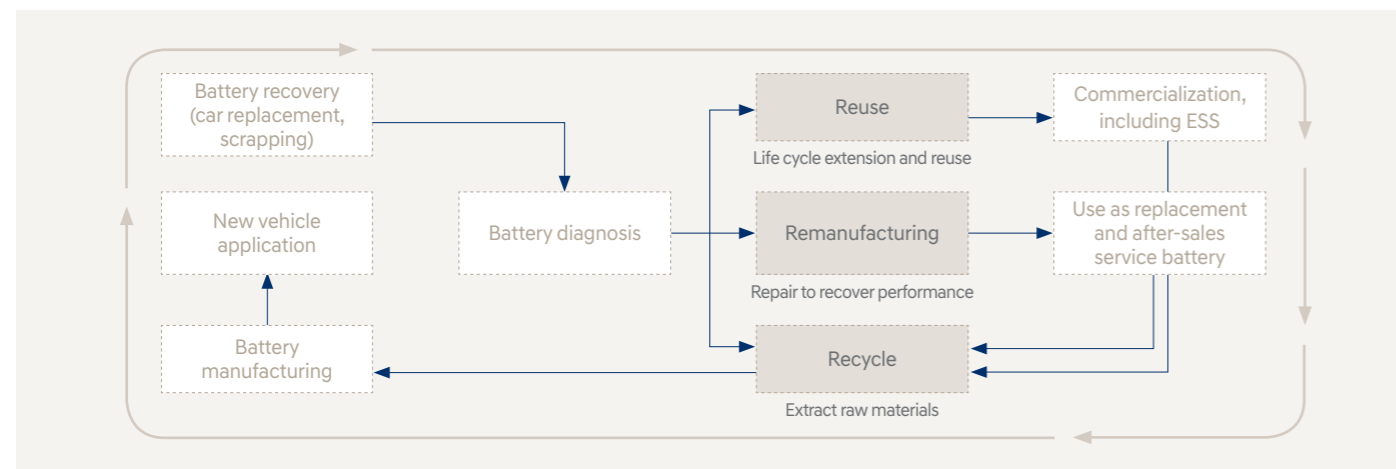 Battery recovery
(car replacement,
scrapping)
New vehicle
application
Battery
manufacturing
Battery diagnosis
Reuse
Life cycle extension and reuse
Remanufacturing
Repair to recover performance
Recycle
Extract raw materials
Commercialization,
including ESS
Use as replacement
and after-sales
service battery